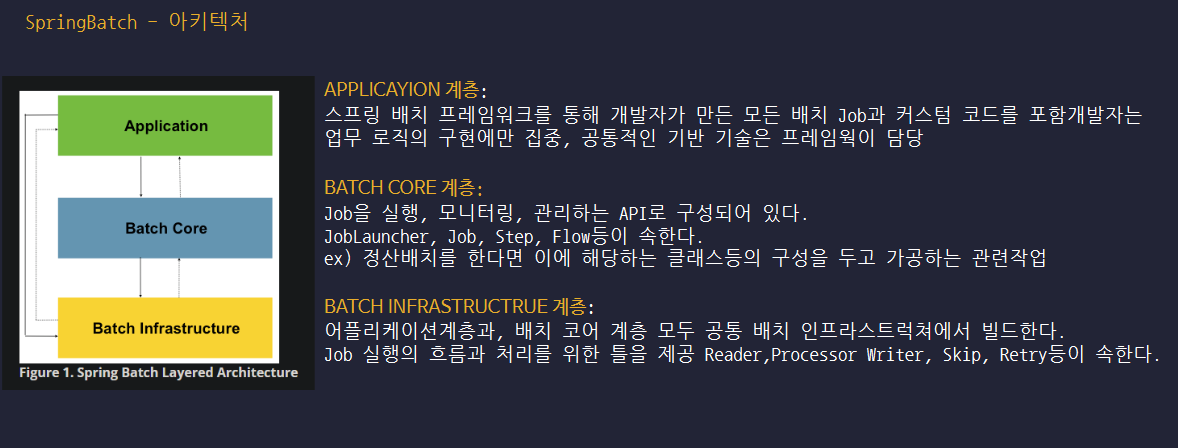 SpringBatch - 아키텍처
Application
Batch Core
Batch Infrastructure
Figure 1. Spring Batch Layered Architecture
APPLICAYION 계층:
스프링 배치 프레임워크를 통해 개발자가 만든 모든 배치 Job과 커스텀 코드를 포함개발자는
업무 로직의 구현에만 집중, 공통적인 기반 기술은 프레임웍이 담당
BATCH CORE 계층:
Job을 실행, 모니터링, 관리하는 API로 구성되어 있다.
JobLauncher, Job, Step, Flow등이 속한다.
ex) 정산배치를 한다면 이에 해당하는 클래스등의 구성을 두고 가공하는 관련작업
BATCH INFRASTRUCTRUE 계층:
어플리케이션계층과, 배치 코어 계층 모두 공통 배치 인프라스트럭쳐에서 빌드한다.
Job 실행의 흐름과 처리를 위한 틀을 제공 Reader,Processor Writer, Skip, Retry등이 속한다.